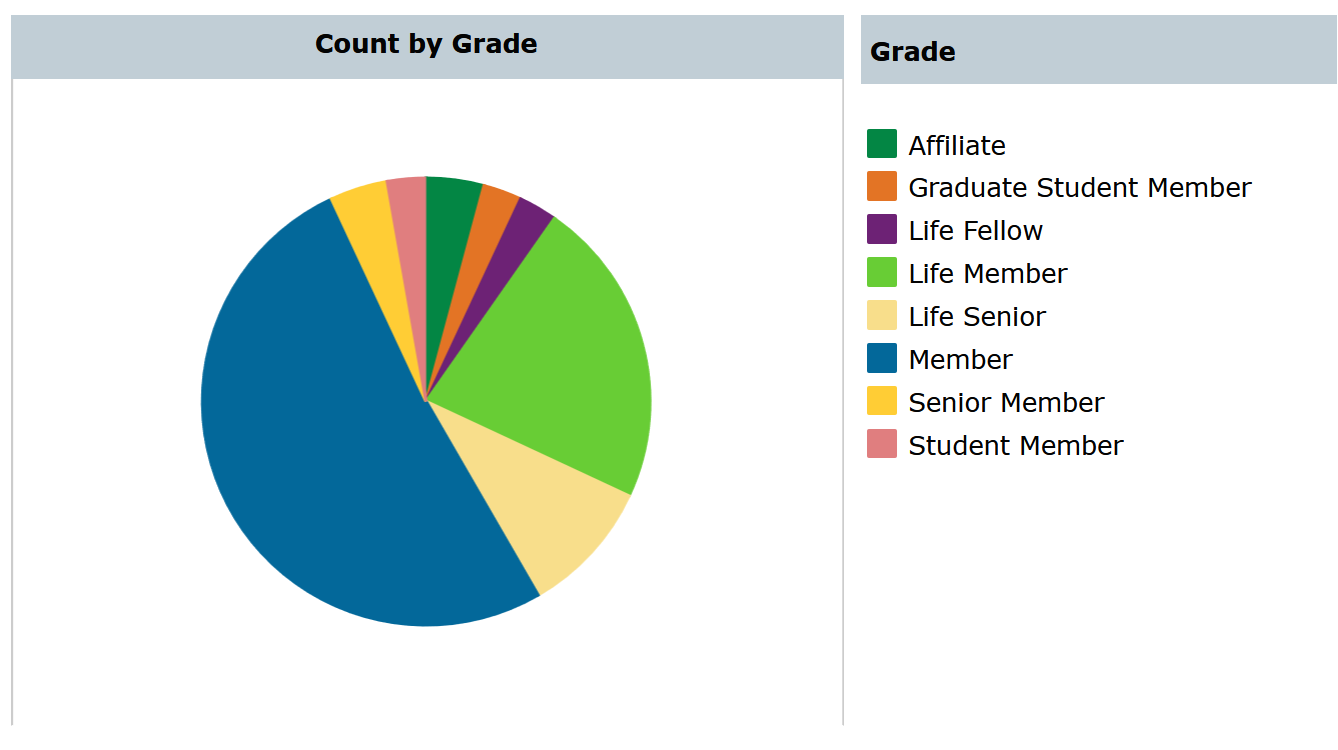 Count by Grade
Grade
Affiliate
Graduate Student Member
Life Fellow
Life Member
Life Senior
Member
Senior Member
Student Member